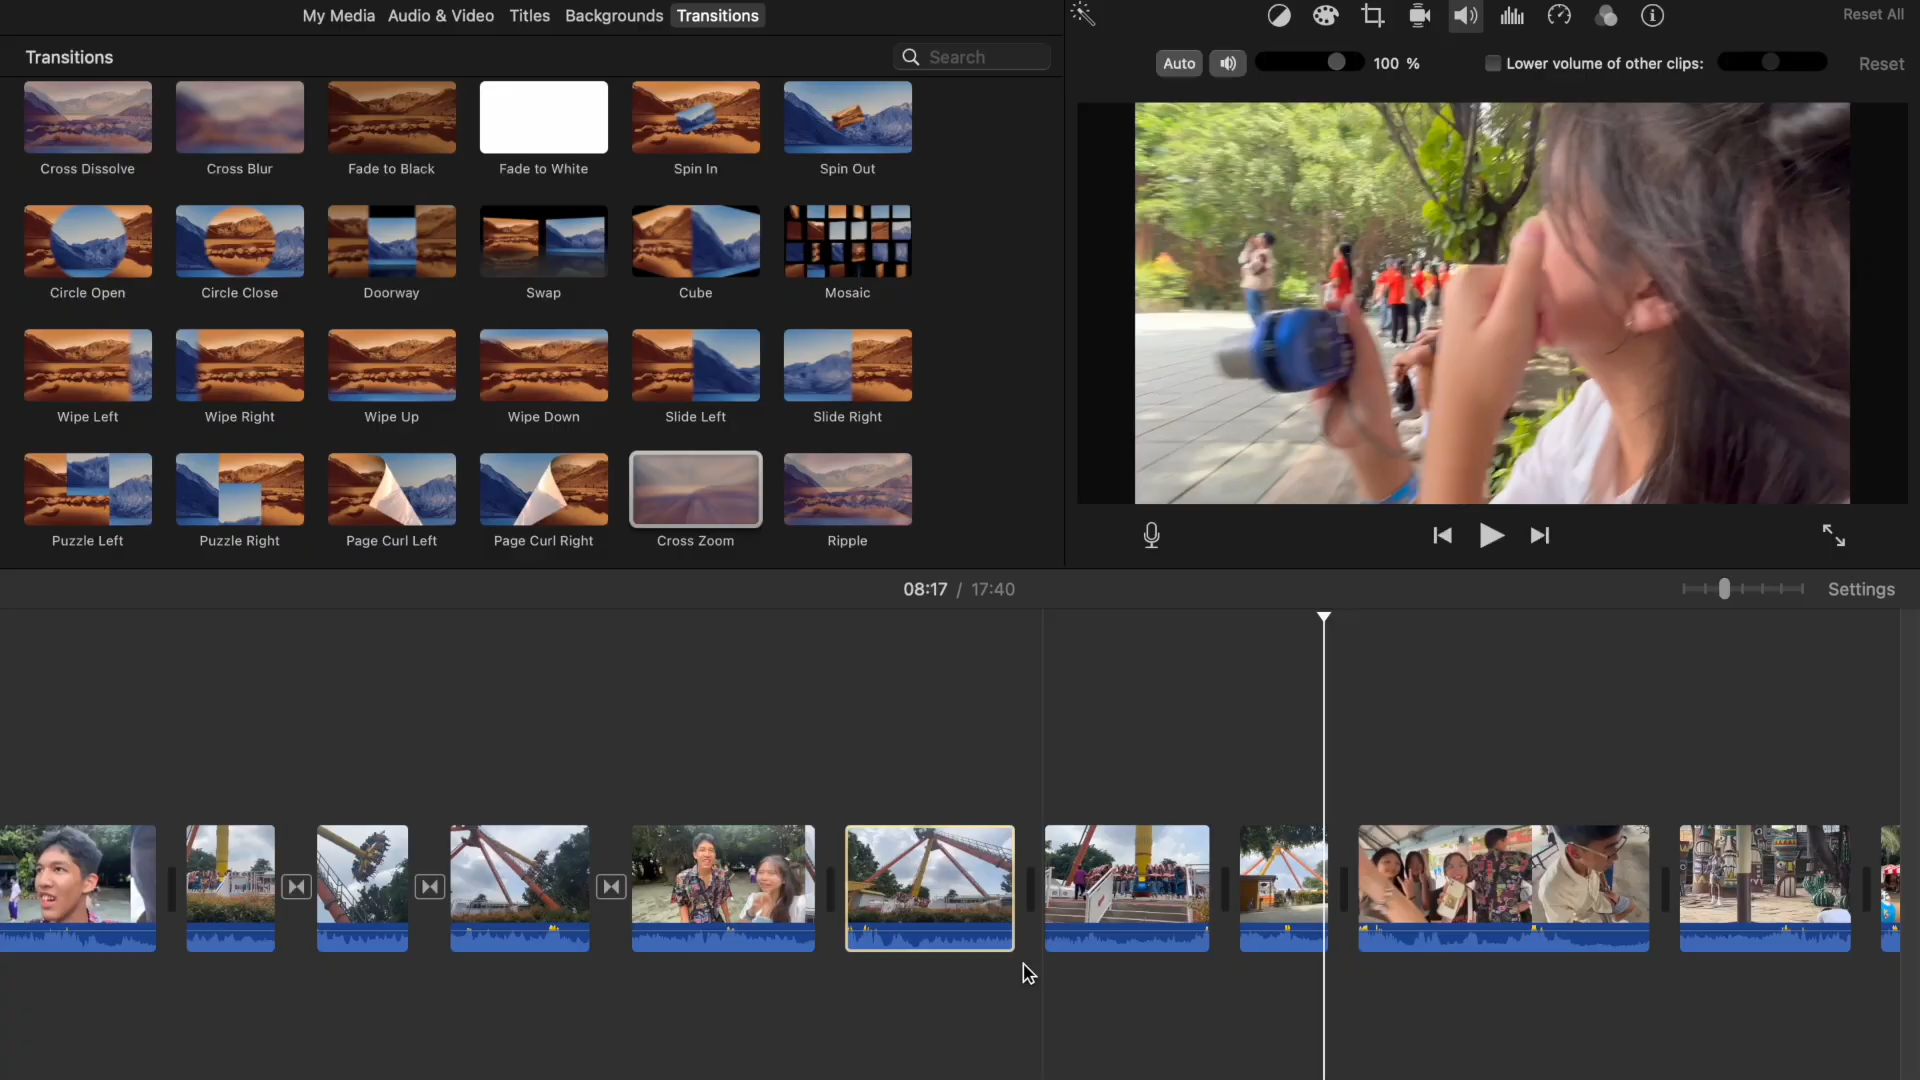 My Media Audio & Video Titles Backgrounds Transitions
Reset All
Transitions
Search
Auto 100 % Lower volume of other clips: Reset
Cross Dissolve Cross Blur Fade to Black Fade to White Spin In Spin Out
Circle Open Circle Close Doorway Swap Cube Mosaic
Wipe Left Wipe Right Wipe Up Wipe Down Slide Left Slide Right
Puzzle Left Puzzle Right Page Curl Left Page Curl Right Cross Zoom Ripple
08:17 / 17:40
Settings